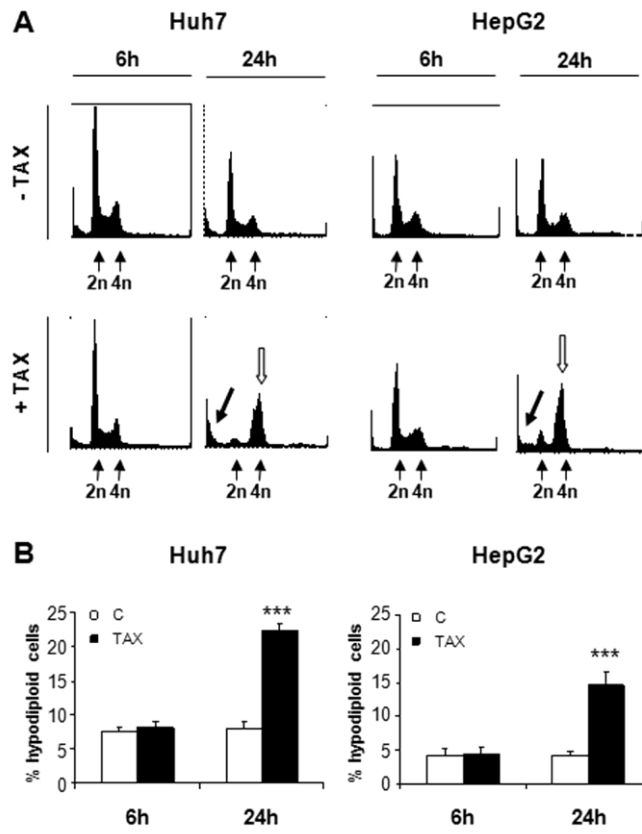 A
Huh7 HepG2
6h 24h 6h 24h
- TAX
2n 4n 2n 4n 2n 4n 2n 4n
+ TAX
2n 4n 2n 4n 2n 4n 2n 4n
B
Huh7 HepG2
% hypodiploid cells
25
20
15
10
5
0
C
TAX
***
6h 24h
% hypodiploid cells
25
20
15
10
5
0
C
TAX
***
6h 24h